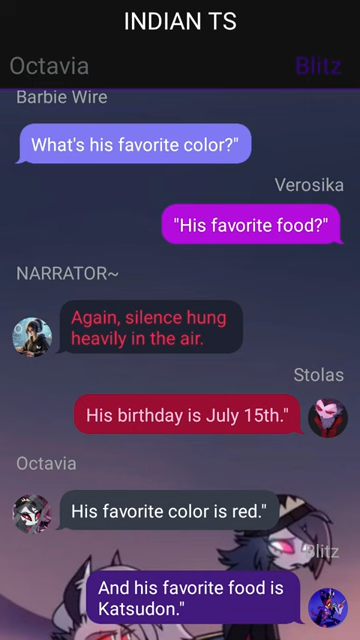 INDIAN TS
Octavia
Blitz
Barbie Wire
What's his favorite color?"
Verosika
"His favorite food?"
NARRATOR~
Again, silence hung
heavily in the air.
Stolas
His birthday is July 15th."
Octavia
His favorite color is red."
Blitz
And his favorite food is
Katsudon."